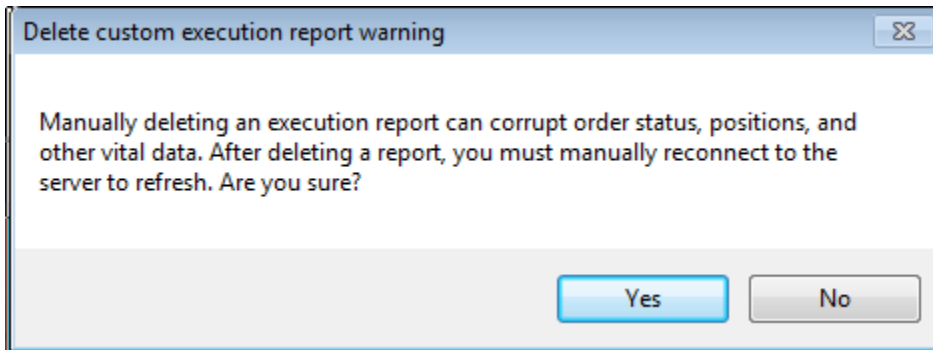 Delete custom execution report warning
Manually deleting an execution report can corrupt order status, positions, and
other vital data. After deleting a report, you must manually reconnect to the
server to refresh. Are you sure?
Yes No